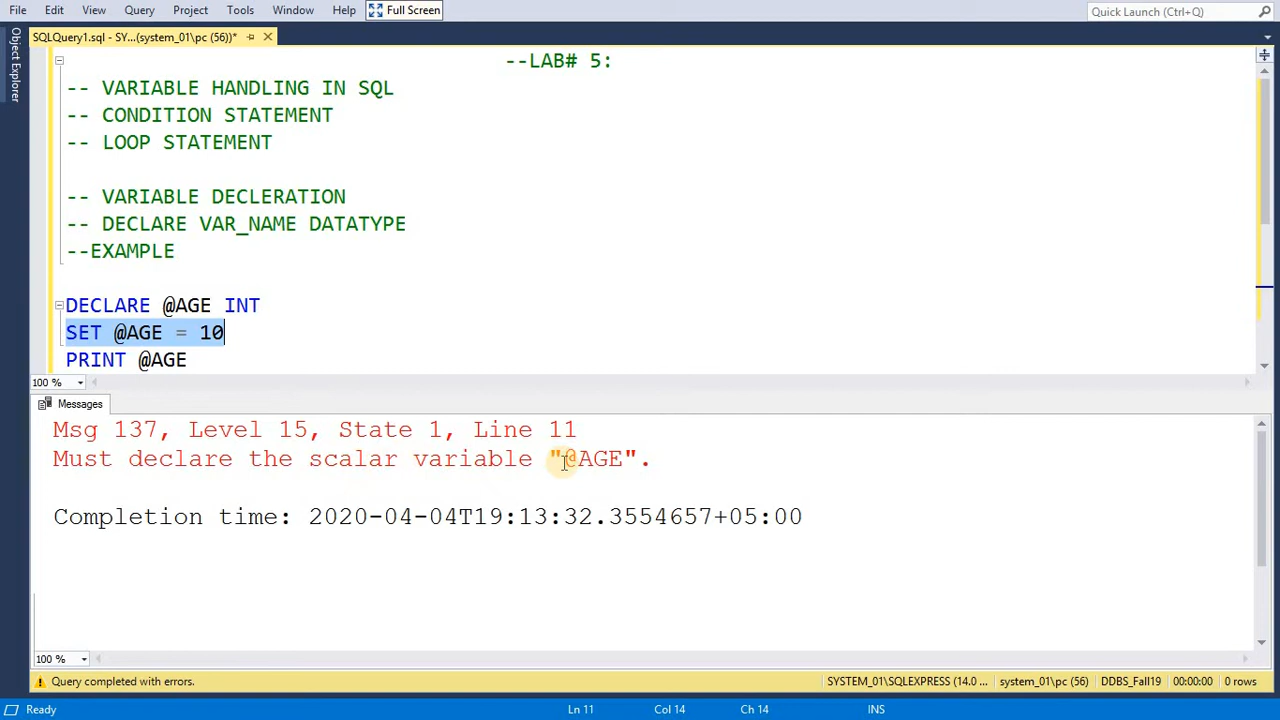 File Edit View Query Project Tools Window Help Full Screen Quick Launch (Ctrl+Q)
SQLQuery1.sql - SY...(system_01\pc (56))*
Object Explorer
--LAB# 5:
-- VARIABLE HANDLING IN SQL
-- CONDITION STATEMENT
-- LOOP STATEMENT
-- VARIABLE DECLERATION
-- DECLARE VAR_NAME DATATYPE
--EXAMPLE
DECLARE @AGE INT
SET @AGE = 10
PRINT @AGE
100 %
Messages
Msg 137, Level 15, State 1, Line 11
Must declare the scalar variable "@AGE".
Completion time: 2020-04-04T19:13:32.3554657+05:00
100 %
Query completed with errors. SYSTEM_01\SQLEXPRESS (14.0 ... system_01\pc (56) DDBS_Fall19 00:00:00 0 rows
Ready Ln 11 Col 14 Ch 14 INS